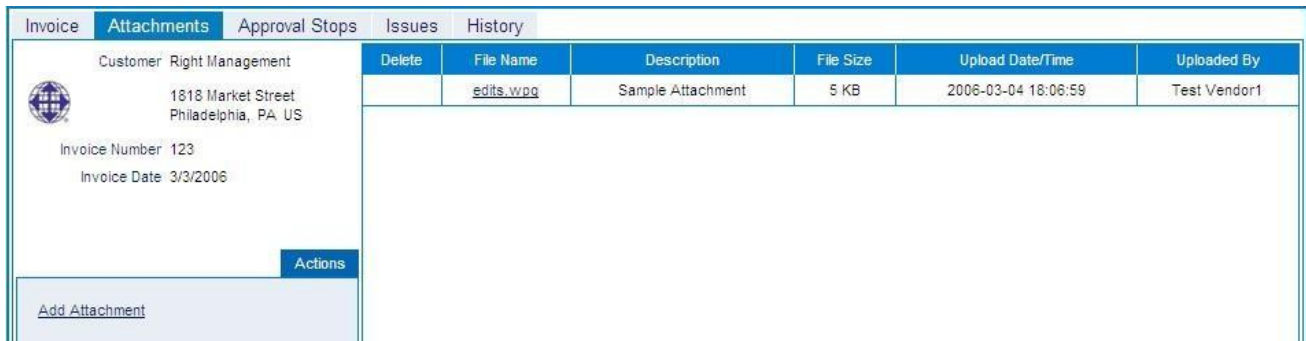 Invoice Attachments Approval Stops Issues History
Customer Right Management
1818 Market Street
Philadelphia, PA US
Invoice Number 123
Invoice Date 3/3/2006
Actions
Add Attachment
Delete File Name Description File Size Upload Date/Time Uploaded By
edits.wpg Sample Attachment 5 KB 2006-03-04 18:06:59 Test Vendor1